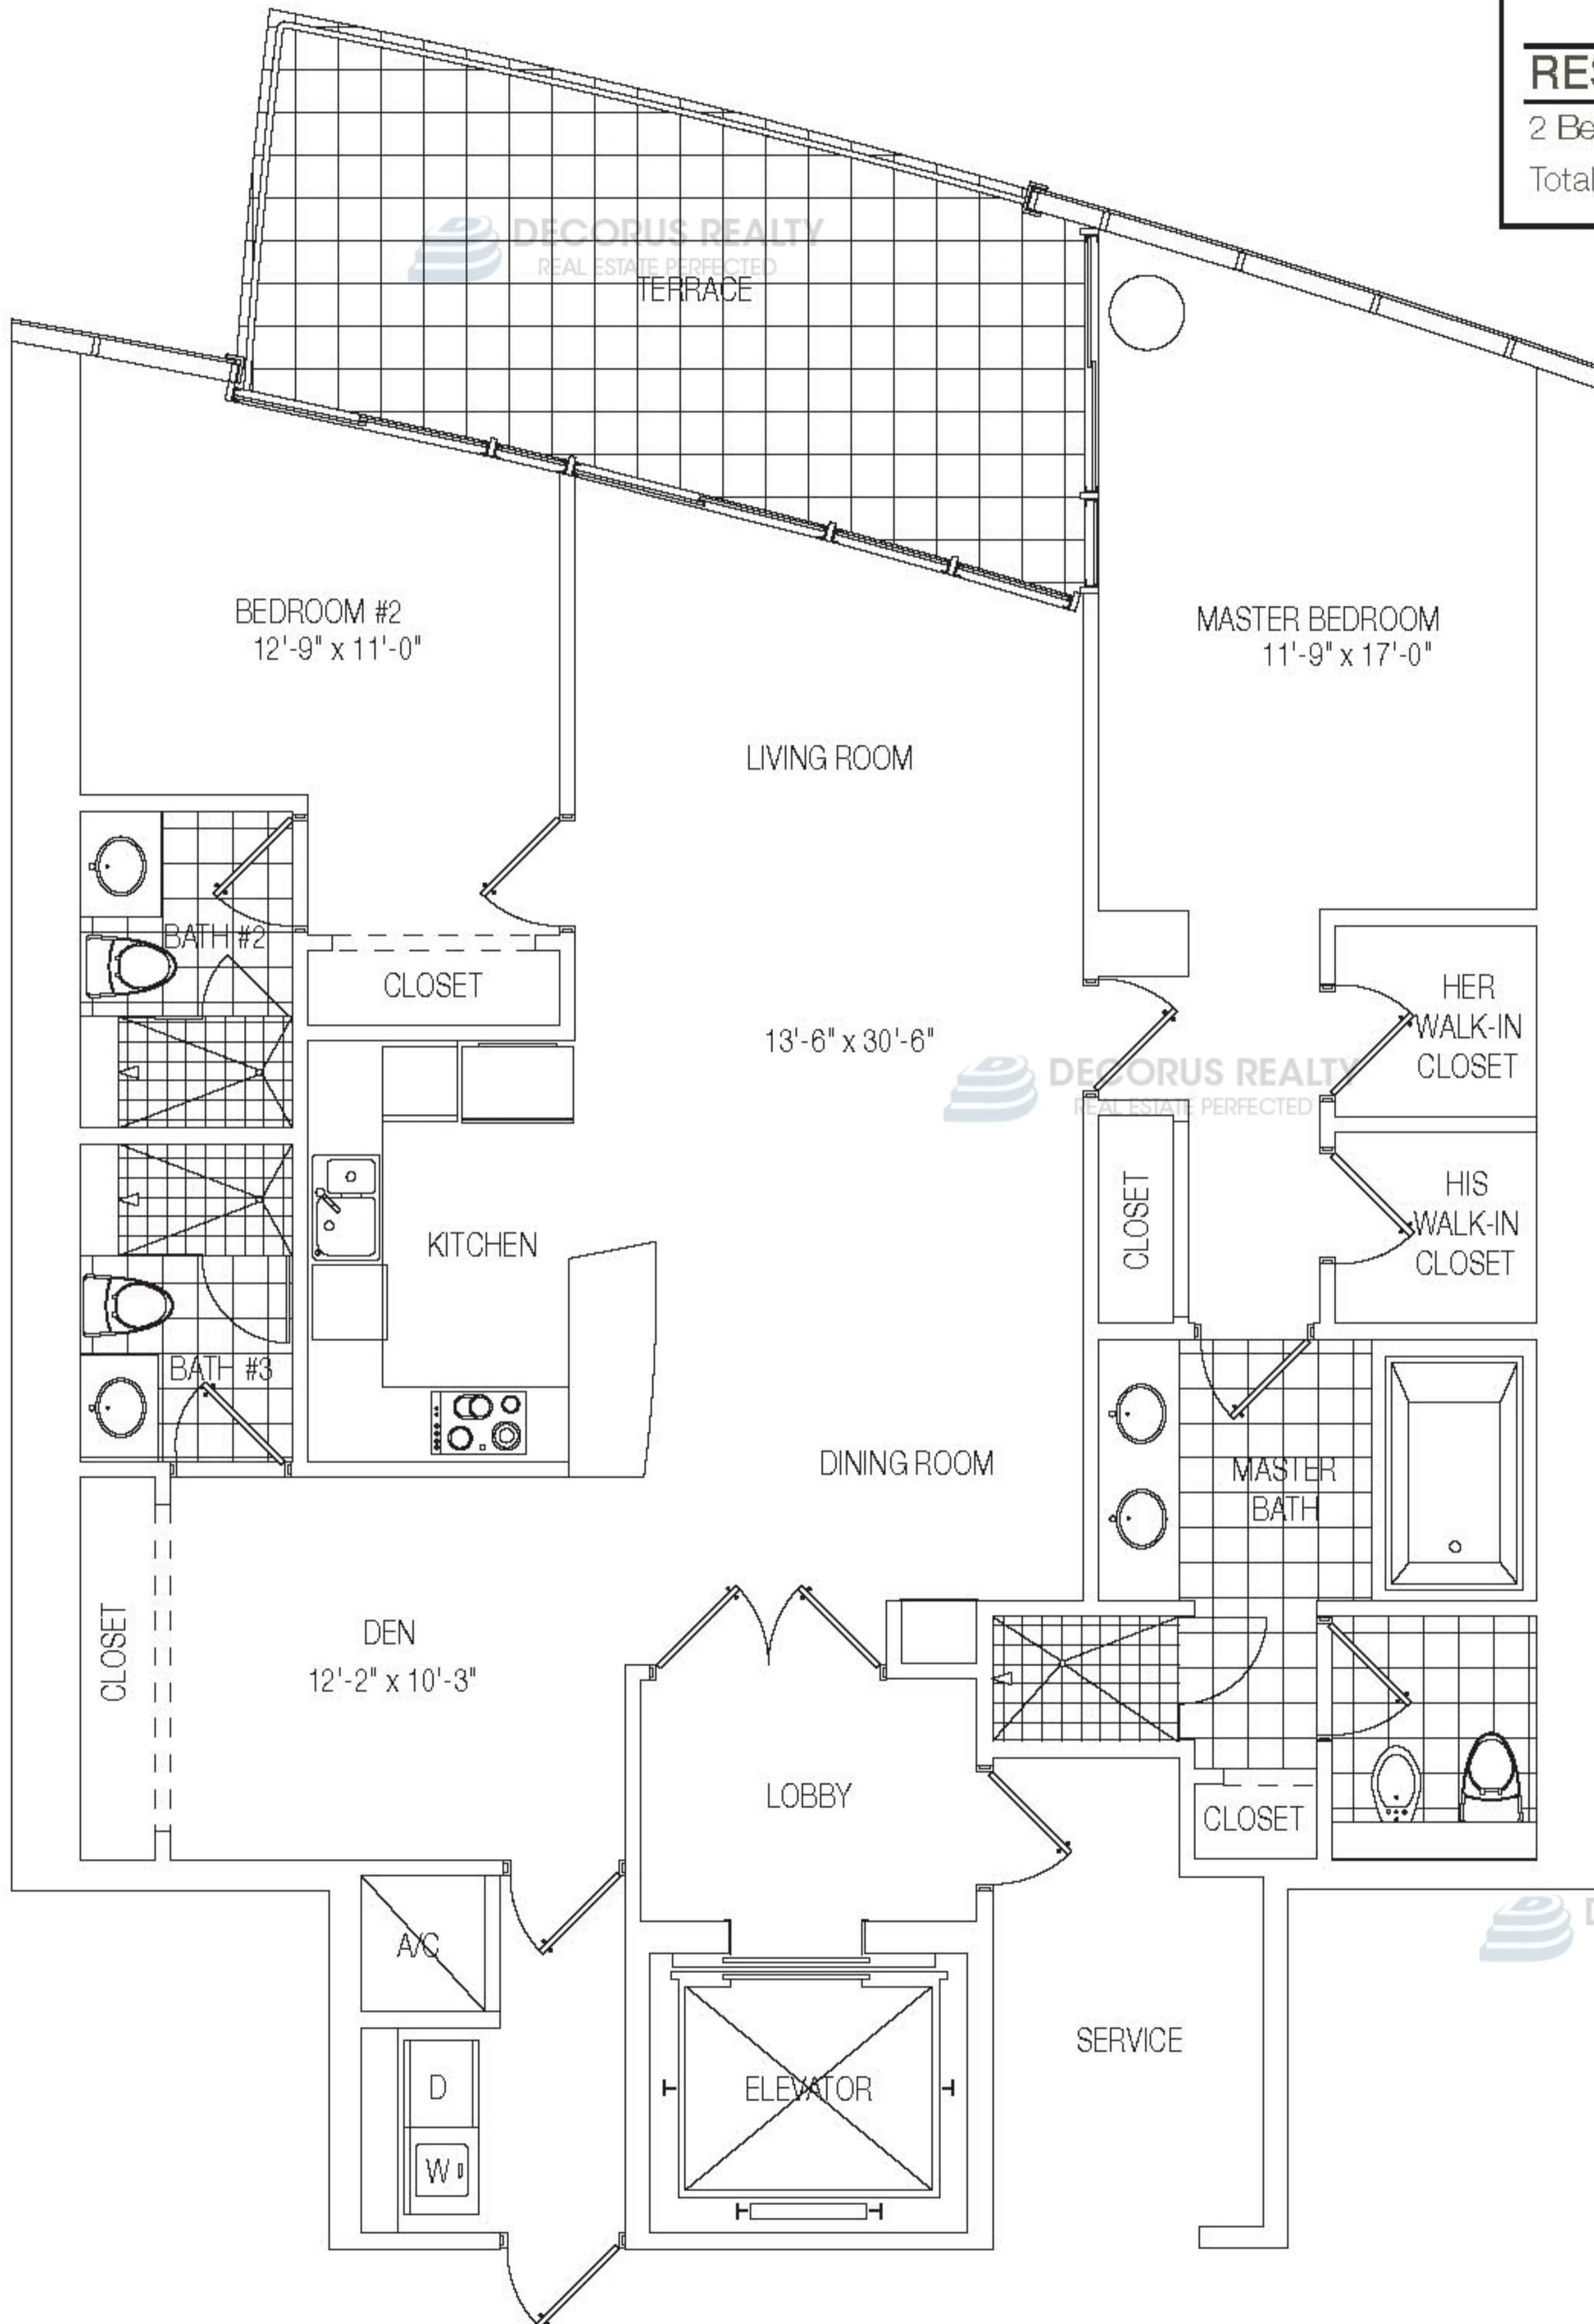 RES
2 Be
Total
DECORUS REALTY
REAL ESTATE PERFECTED
TERRACE
BEDROOM #2
12'-9" x 11'-0"
MASTER BEDROOM
11'-9" x 17'-0"
LIVING ROOM
BATH #2
CLOSET
HER
WALK-IN
CLOSET
13'-6" x 30'-6"
DECORUS REALTY
REAL ESTATE PERFECTED
CLOSET
HIS
WALK-IN
CLOSET
KITCHEN
BATH #3
DINING ROOM
MASTER
BATH
CLOSET
DEN
12'-2" x 10'-3"
LOBBY
CLOSET
A/C
D
SERVICE
ELEVATOR
D
W